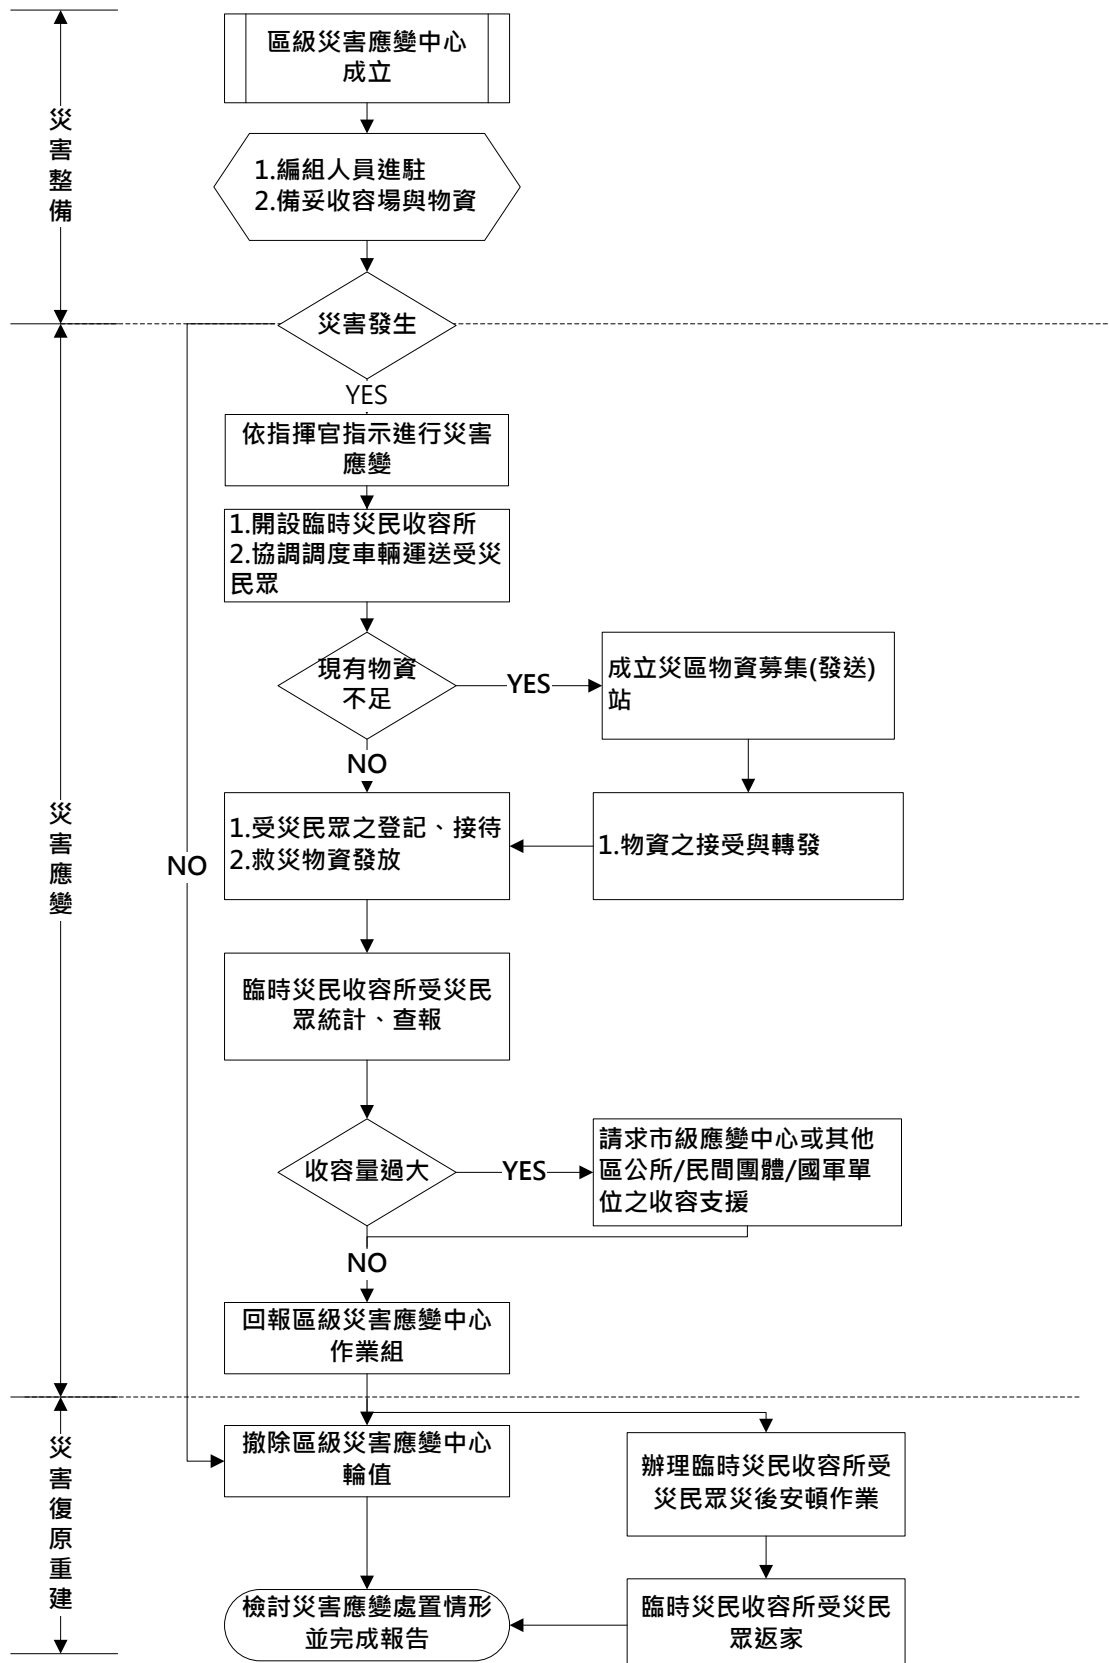 區級災害應變中心
成立
災害整備
1.編組人員進駐
2.備妥收容場與物資
災害發生
YES
依指揮官指示進行災害
應變
1.開設臨時災民收容所
2.協調調度車輛運送受災
民眾
現有物資
不足
YES
成立災區物資募集(發送)
站
NO
災害應變
NO
1.受災民眾之登記、接待
2.救災物資發放
1.物資之接受與轉發
臨時災民收容所受災民
眾統計、查報
收容量過大
YES
請求市級應變中心或其他
區公所/民間團體/國軍單
位之收容支援
NO
回報區級災害應變中心
作業組
災害復原重建
撤除區級災害應變中心
輪值
辦理臨時災民收容所受
災民眾災後安頓作業
檢討災害應變處置情形
並完成報告
臨時災民收容所受災民
眾返家